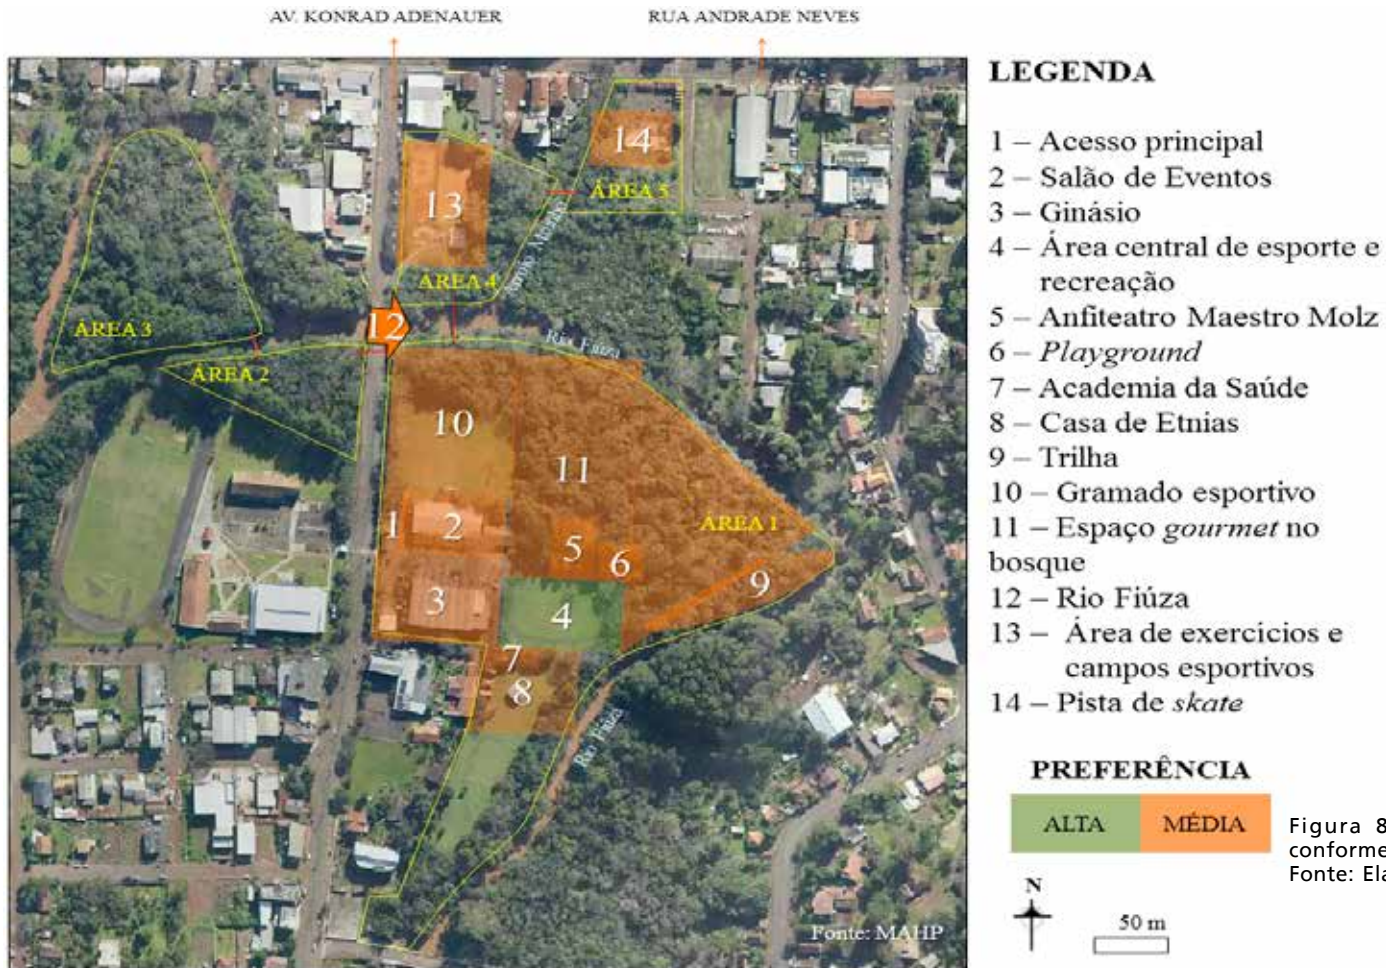 AV. KONRAD ADENAUER
RUA ANDRADE NEVES
14
ÁREA 5
13
ÁREA 4
ÁREA 3
12
ÁREA 2
Rio Fiúza
10
11
ÁREA 1
1
2
5
6
9
3
4
7
8
Rio Fiúza
Fonte: MAHP
LEGENDA
1 – Acesso principal
2 – Salão de Eventos
3 – Ginásio
4 – Área central de esporte e
recreação
5 – Anfiteatro Maestro Molz
6 – Playground
7 – Academia da Saúde
8 – Casa de Etnias
9 – Trilha
10 – Gramado esportivo
11 – Espaço gourmet no
bosque
12 – Rio Fiúza
13 – Área de exercícios e
campos esportivos
14 – Pista de skate
PREFERÊNCIA
ALTA MÉDIA
N
50 m
Figura 8
conforme
Fonte: Ela